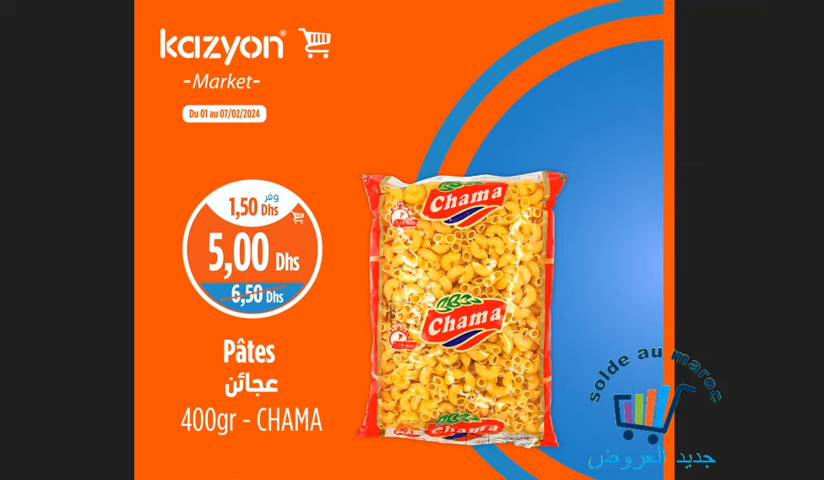 kazyon®
-Market-
Du 01 au 07/02/2024
وفر
1,50 Dhs
5,00 Dhs
6,50 Dhs
Pâtes
عجائن
400gr - CHAMA
Chama
Chama
Chama
solde au maroc
جديد العروض